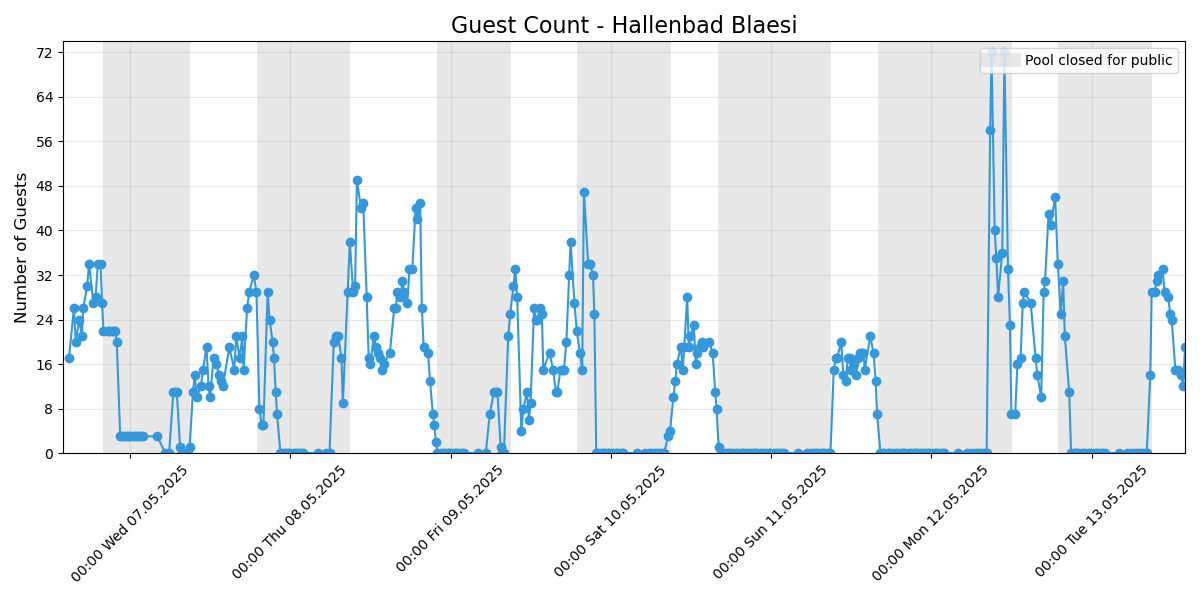 Guest Count - Hallenbad Blaesi
Pool closed for public
Number of Guests
72
64
56
48
40
32
24
16
8
0
00:00 Wed 07.05.2025
00:00 Thu 08.05.2025
00:00 Fri 09.05.2025
00:00 Sat 10.05.2025
00:00 Sun 11.05.2025
00:00 Mon 12.05.2025
00:00 Tue 13.05.2025